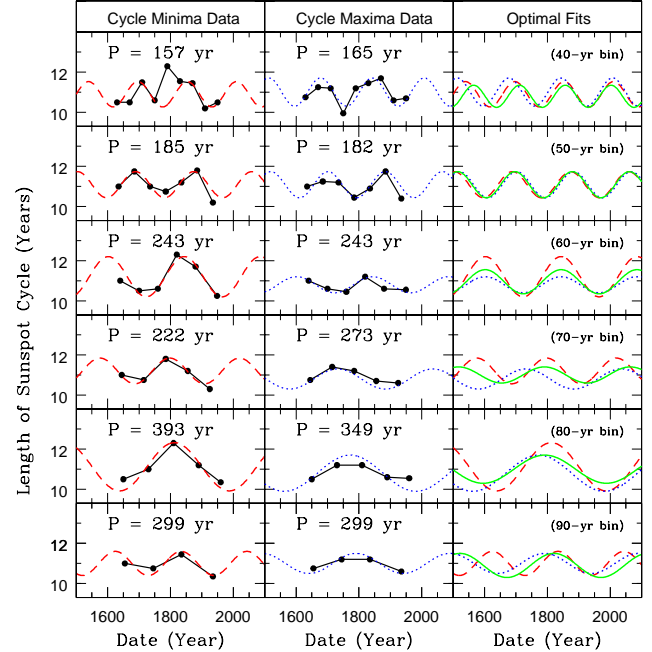 Cycle Minima Data Cycle Maxima Data Optimal Fits
P = 157 yr P = 165 yr (40-yr bin)
12
10
P = 185 yr P = 182 yr (50-yr bin)
12
10
P = 243 yr P = 243 yr (60-yr bin)
12
10
P = 222 yr P = 273 yr (70-yr bin)
12
10
P = 393 yr P = 349 yr (80-yr bin)
12
10
P = 299 yr P = 299 yr (90-yr bin)
12
10
Length of Sunspot Cycle (Years)
1600 1800 2000 1600 1800 2000 1600 1800 2000
Date (Year) Date (Year) Date (Year)